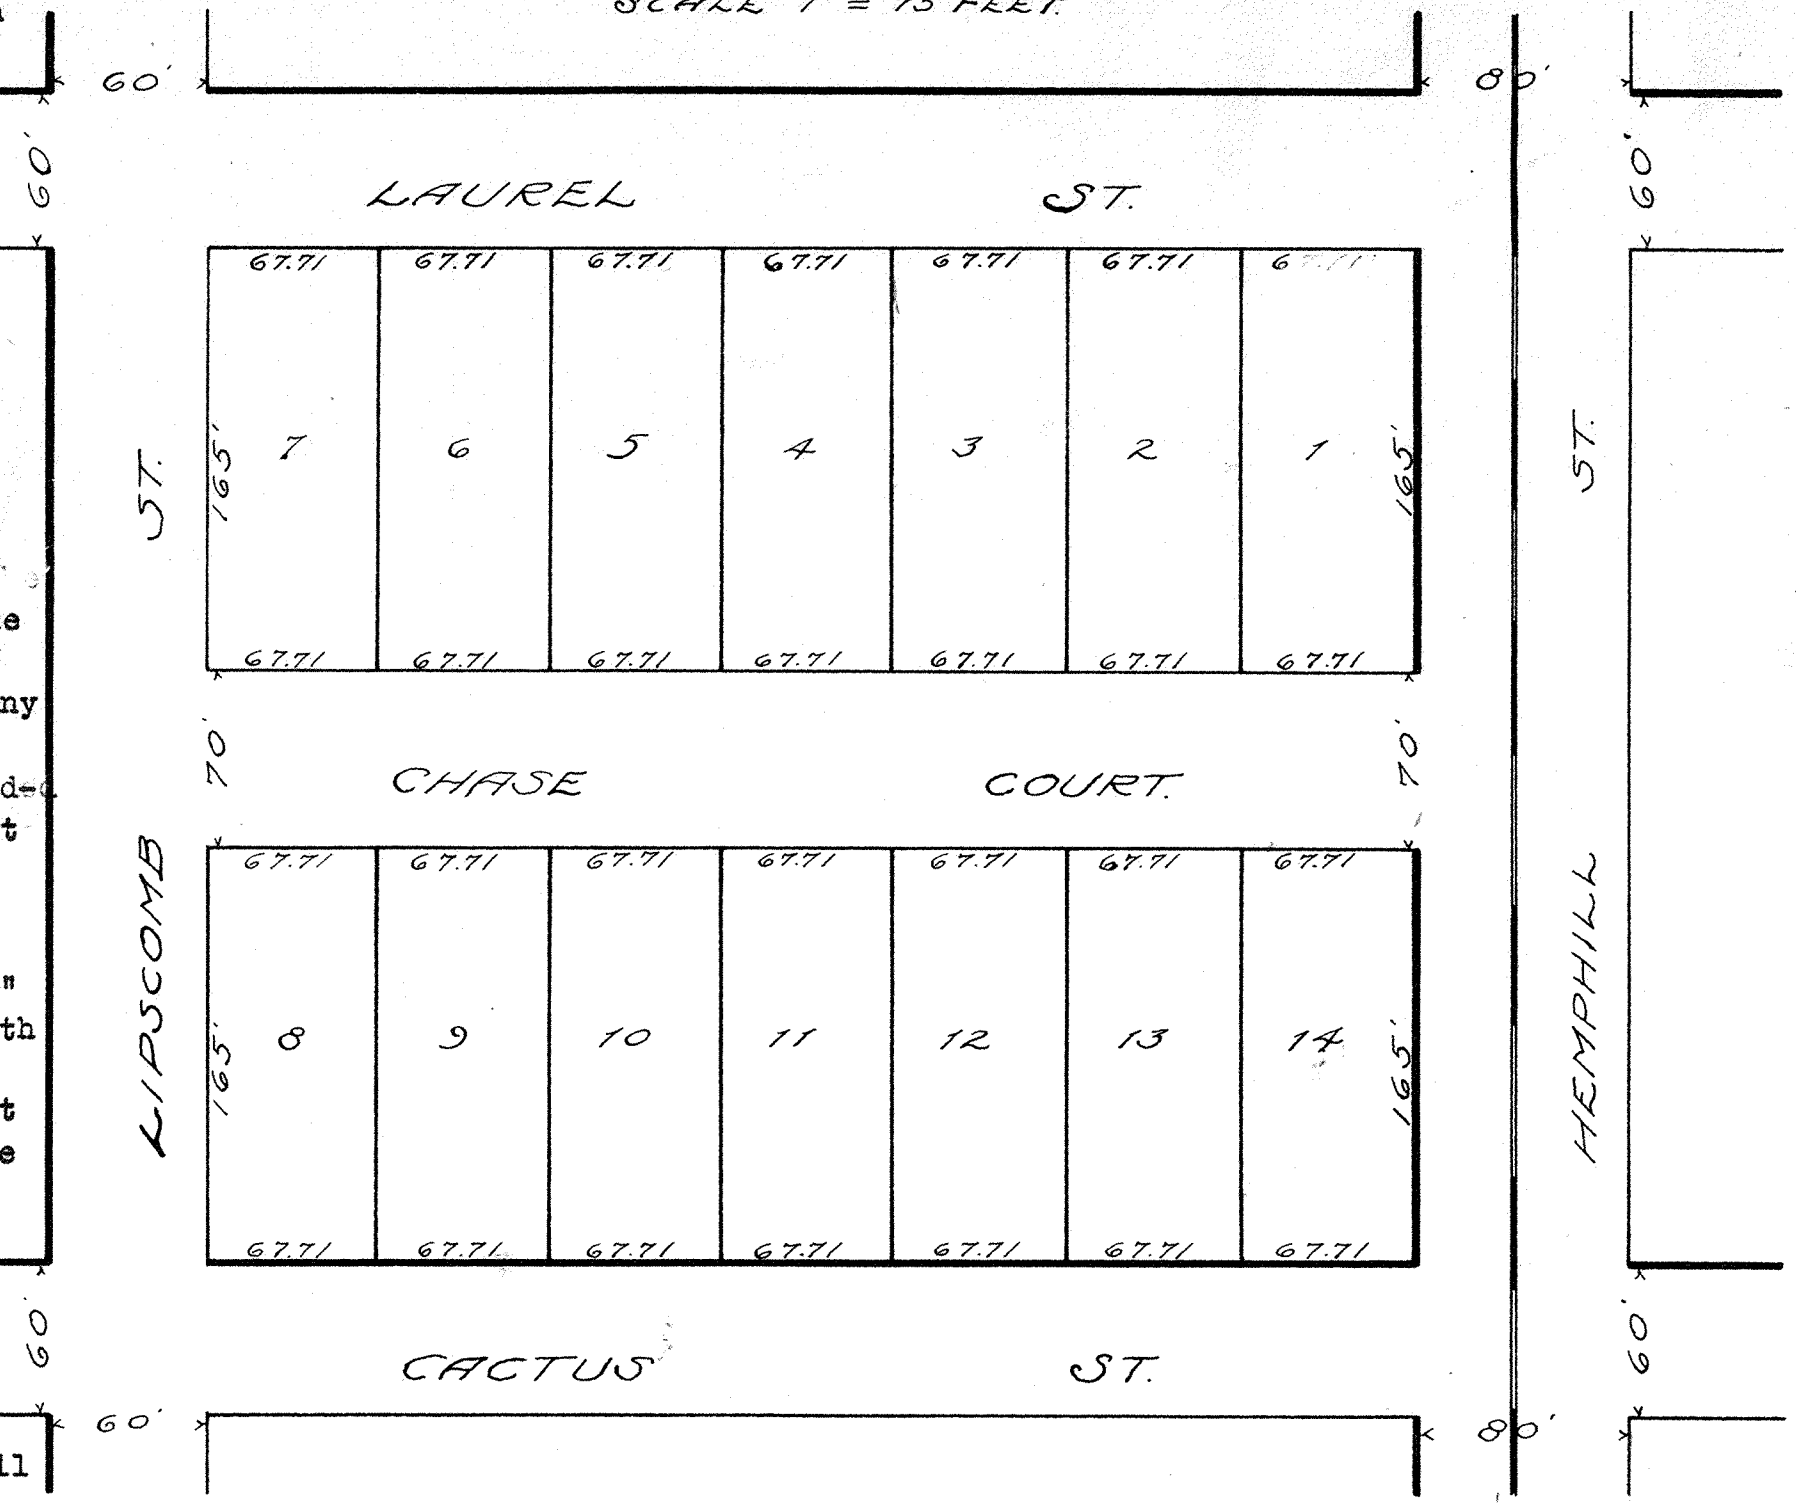 SCALE 1" = 75 FEET.
60' 80'
60' 60'
LAUREL ST.
67.71 67.71 67.71 67.71 67.71 67.71 67.71
165' 7 6 5 4 3 2 1 165'
ST. ST.
e
67.71 67.71 67.71 67.71 67.71 67.71 67.71
ny
70' 70'
CHASE COURT.
t
67.71 67.71 67.71 67.71 67.71 67.71 67.71
LIPSCOMB HEMPHILL
"
th
165' 8 9 10 11 12 13 14 165'
t
e
67.71 67.71 67.71 67.71 67.71 67.71 67.71
60' 60'
CACTUS ST.
60' 80'
ll